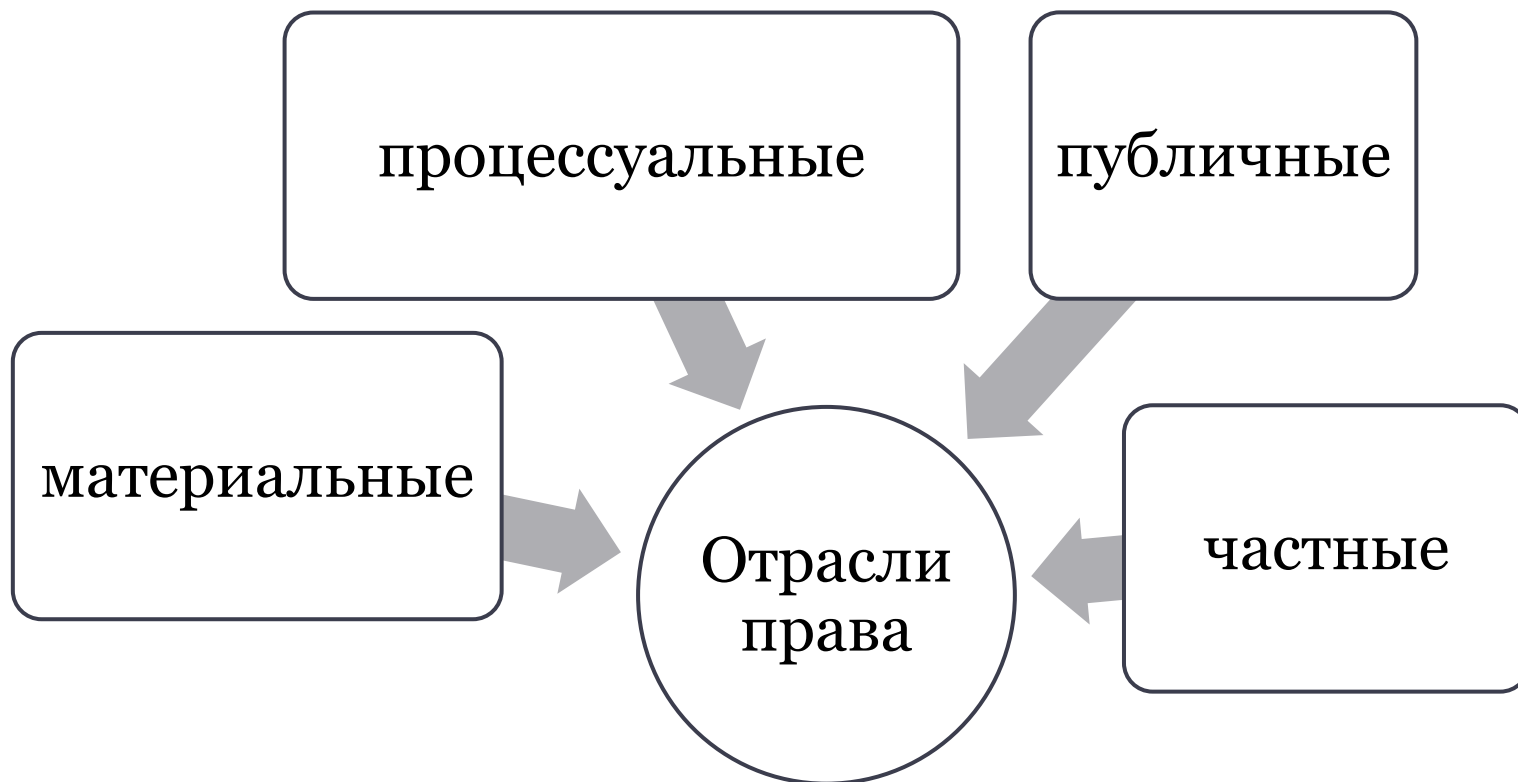 процессуальные
публичные
материальные
частные
Отрасли
права